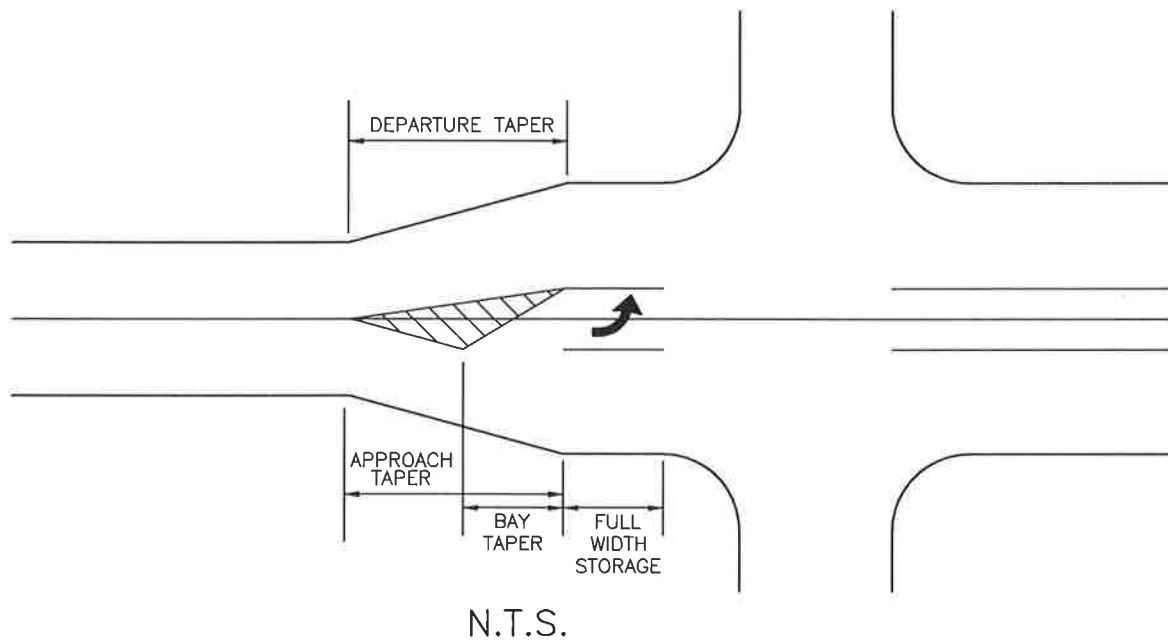 DEPARTURE TAPER
APPROACH
TAPER
BAY
TAPER
FULL
WIDTH
STORAGE
N.T.S.